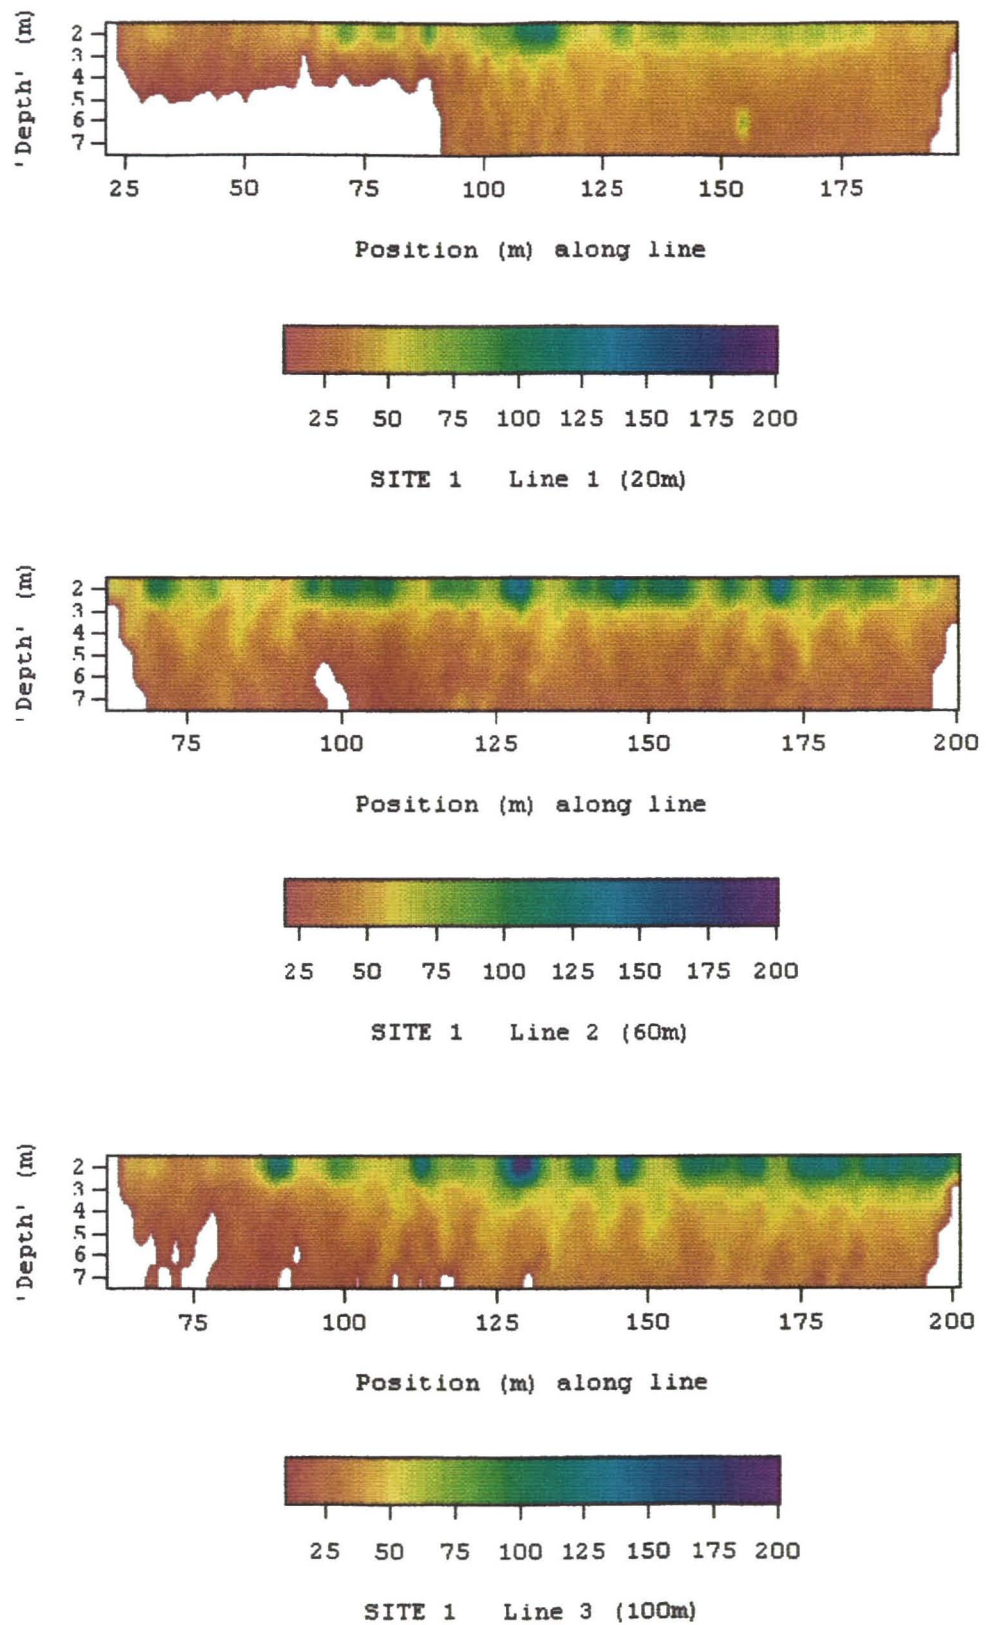 'Depth' (m)
2
3
4
5
6
7
25 50 75 100 125 150 175
Position (m) along line
25 50 75 100 125 150 175 200
SITE 1 Line 1 (20m)
'Depth' (m)
2
3
4
5
6
7
75 100 125 150 175 200
Position (m) along line
25 50 75 100 125 150 175 200
SITE 1 Line 2 (60m)
'Depth' (m)
2
3
4
5
6
7
75 100 125 150 175 200
Position (m) along line
25 50 75 100 125 150 175 200
SITE 1 Line 3 (100m)